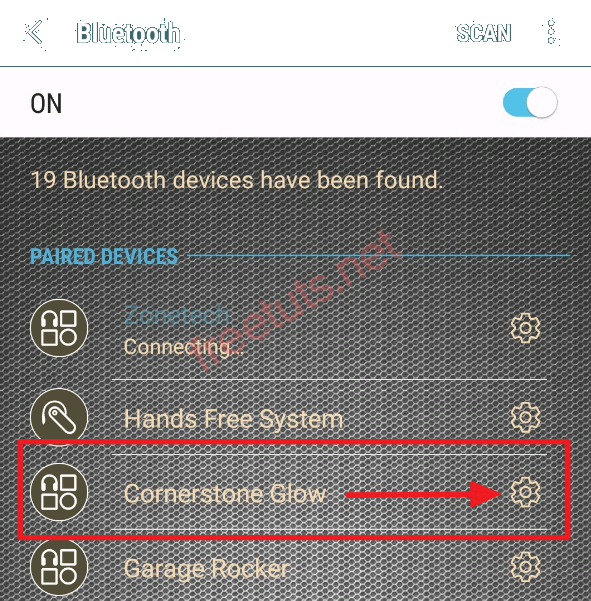 Bluetooth
SCAN
ON
19 Bluetooth devices have been found.
PAIRED DEVICES
Zonetech
Connecting...
freetuts.net
Hands Free System
Cornerstone Glow
Garage Rocker